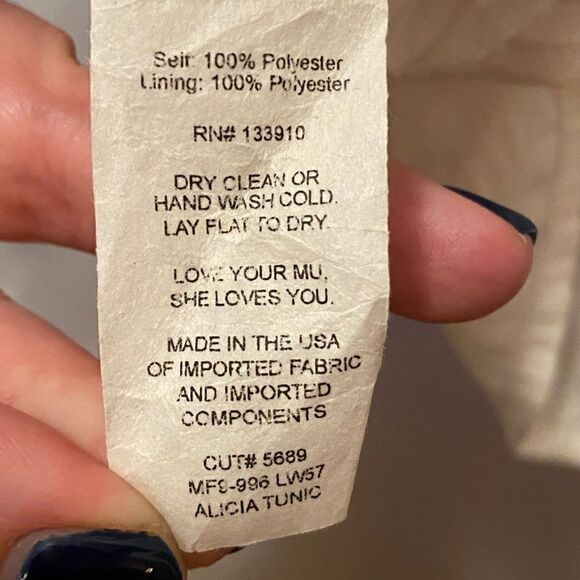 Self: 100% Polyester
Lining: 100% Polyester
RN# 133910
DRY CLEAN OR
HAND WASH COLD.
LAY FLAT TO DRY.
LOVE YOUR MU,
SHE LOVES YOU.
MADE IN THE USA
OF IMPORTED FABRIC
AND IMPORTED
COMPONENTS
CUT# 5689
MF9-996 LW57
ALICIA TUNIC